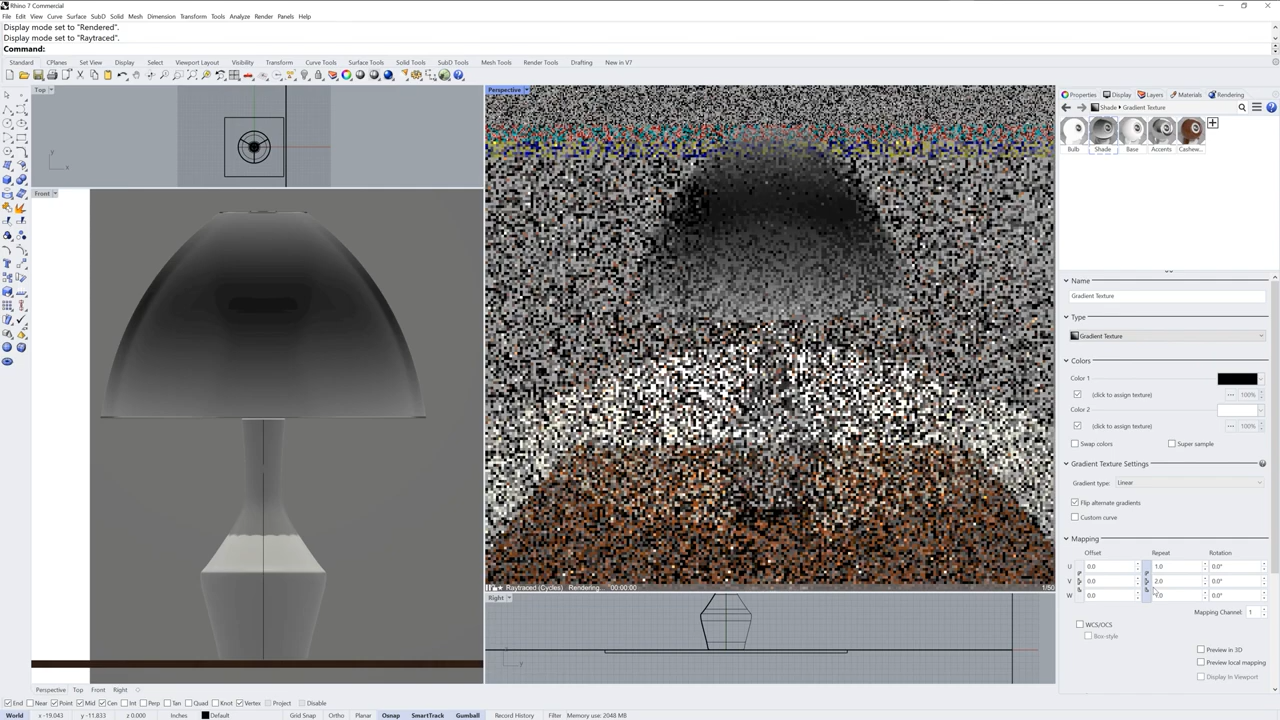 Rhino 7 Commercial
File Edit View Curve Surface SubD Solid Mesh Dimension Transform Tools Analyze Render Panels Help
Display mode set to "Rendered".
Display mode set to "Raytraced".
Command:
Standard CPlanes Set View Display Select Viewport Layout Visibility Transform Curve Tools Surface Tools Solid Tools SubD Tools Mesh Tools Render Tools Drafting New in V7
Top
Perspective
Properties Display Layers Materials Rendering
Shade Gradient Texture
Bulb Shade Base Accents Cashew...
y
x
Front
Name
Gradient Texture
Type
Gradient Texture
Colors
Color 1
(click to assign texture) 100%
Color 2
(click to assign texture) 100%
Swap colors Super sample
Gradient Texture Settings
Gradient type: Linear
Flip alternate gradients
Custom curve
Mapping
Offset Repeat Rotation
U 0.0 1.0 0.0°
V 0.0 2.0 0.0°
W 0.0 0.0°
Mapping Channel: 1
WCS/OCS
Box-style
Preview in 3D
Preview local mapping
Display In Viewport
Raytraced (Cycles) Rendering... 00:00:00 1/50
Right
y
Perspective Top Front Right
End Near Point Mid Cen Int Perp Tan Quad Knot Vertex Project Disable
World x -19.043 y -11.833 z 0.000 Inches Default Grid Snap Ortho Planar Osnap SmartTrack Gumball Record History Filter Memory use: 2048 MB